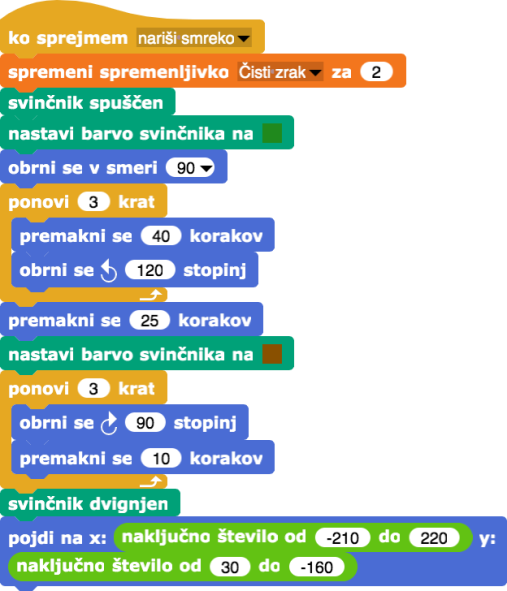 ko sprejmem nariši smreko
spremeni spremenljivko Čisti zrak za 2
svinčnik spuščen
nastavi barvo svinčnika na
obrni se v smeri 90
ponovi 3 krat
premakni se 40 korakov
obrni se 120 stopinj
premakni se 25 korakov
nastavi barvo svinčnika na
ponovi 3 krat
obrni se 90 stopinj
premakni se 10 korakov
svinčnik dvignjen
pojdi na x: naključno število od -210 do 220 y:
naključno število od 30 do -160